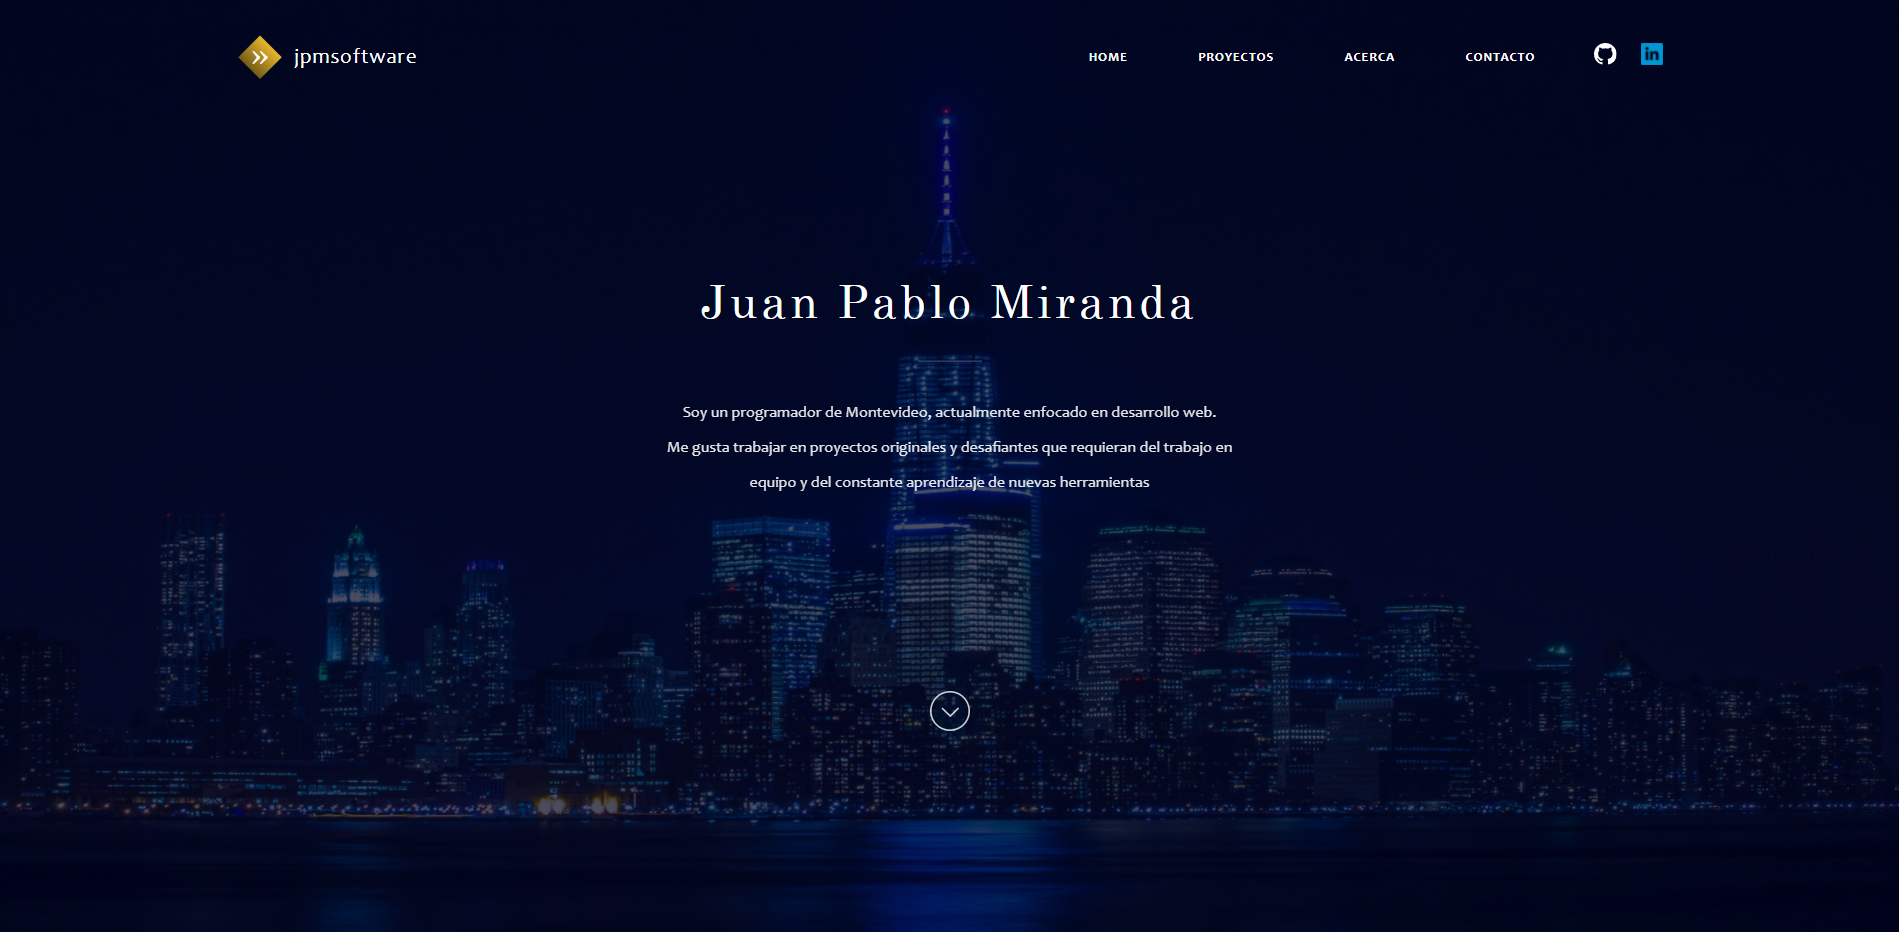 jpmsoftware
HOME
PROYECTOS
ACERCA
CONTACTO
in
Juan Pablo Miranda
Soy un programador de Montevideo, actualmente enfocado en desarrollo web.
Me gusta trabajar en proyectos originales y desafiantes que requieran del trabajo en
equipo y del constante aprendizaje de nuevas herramientas